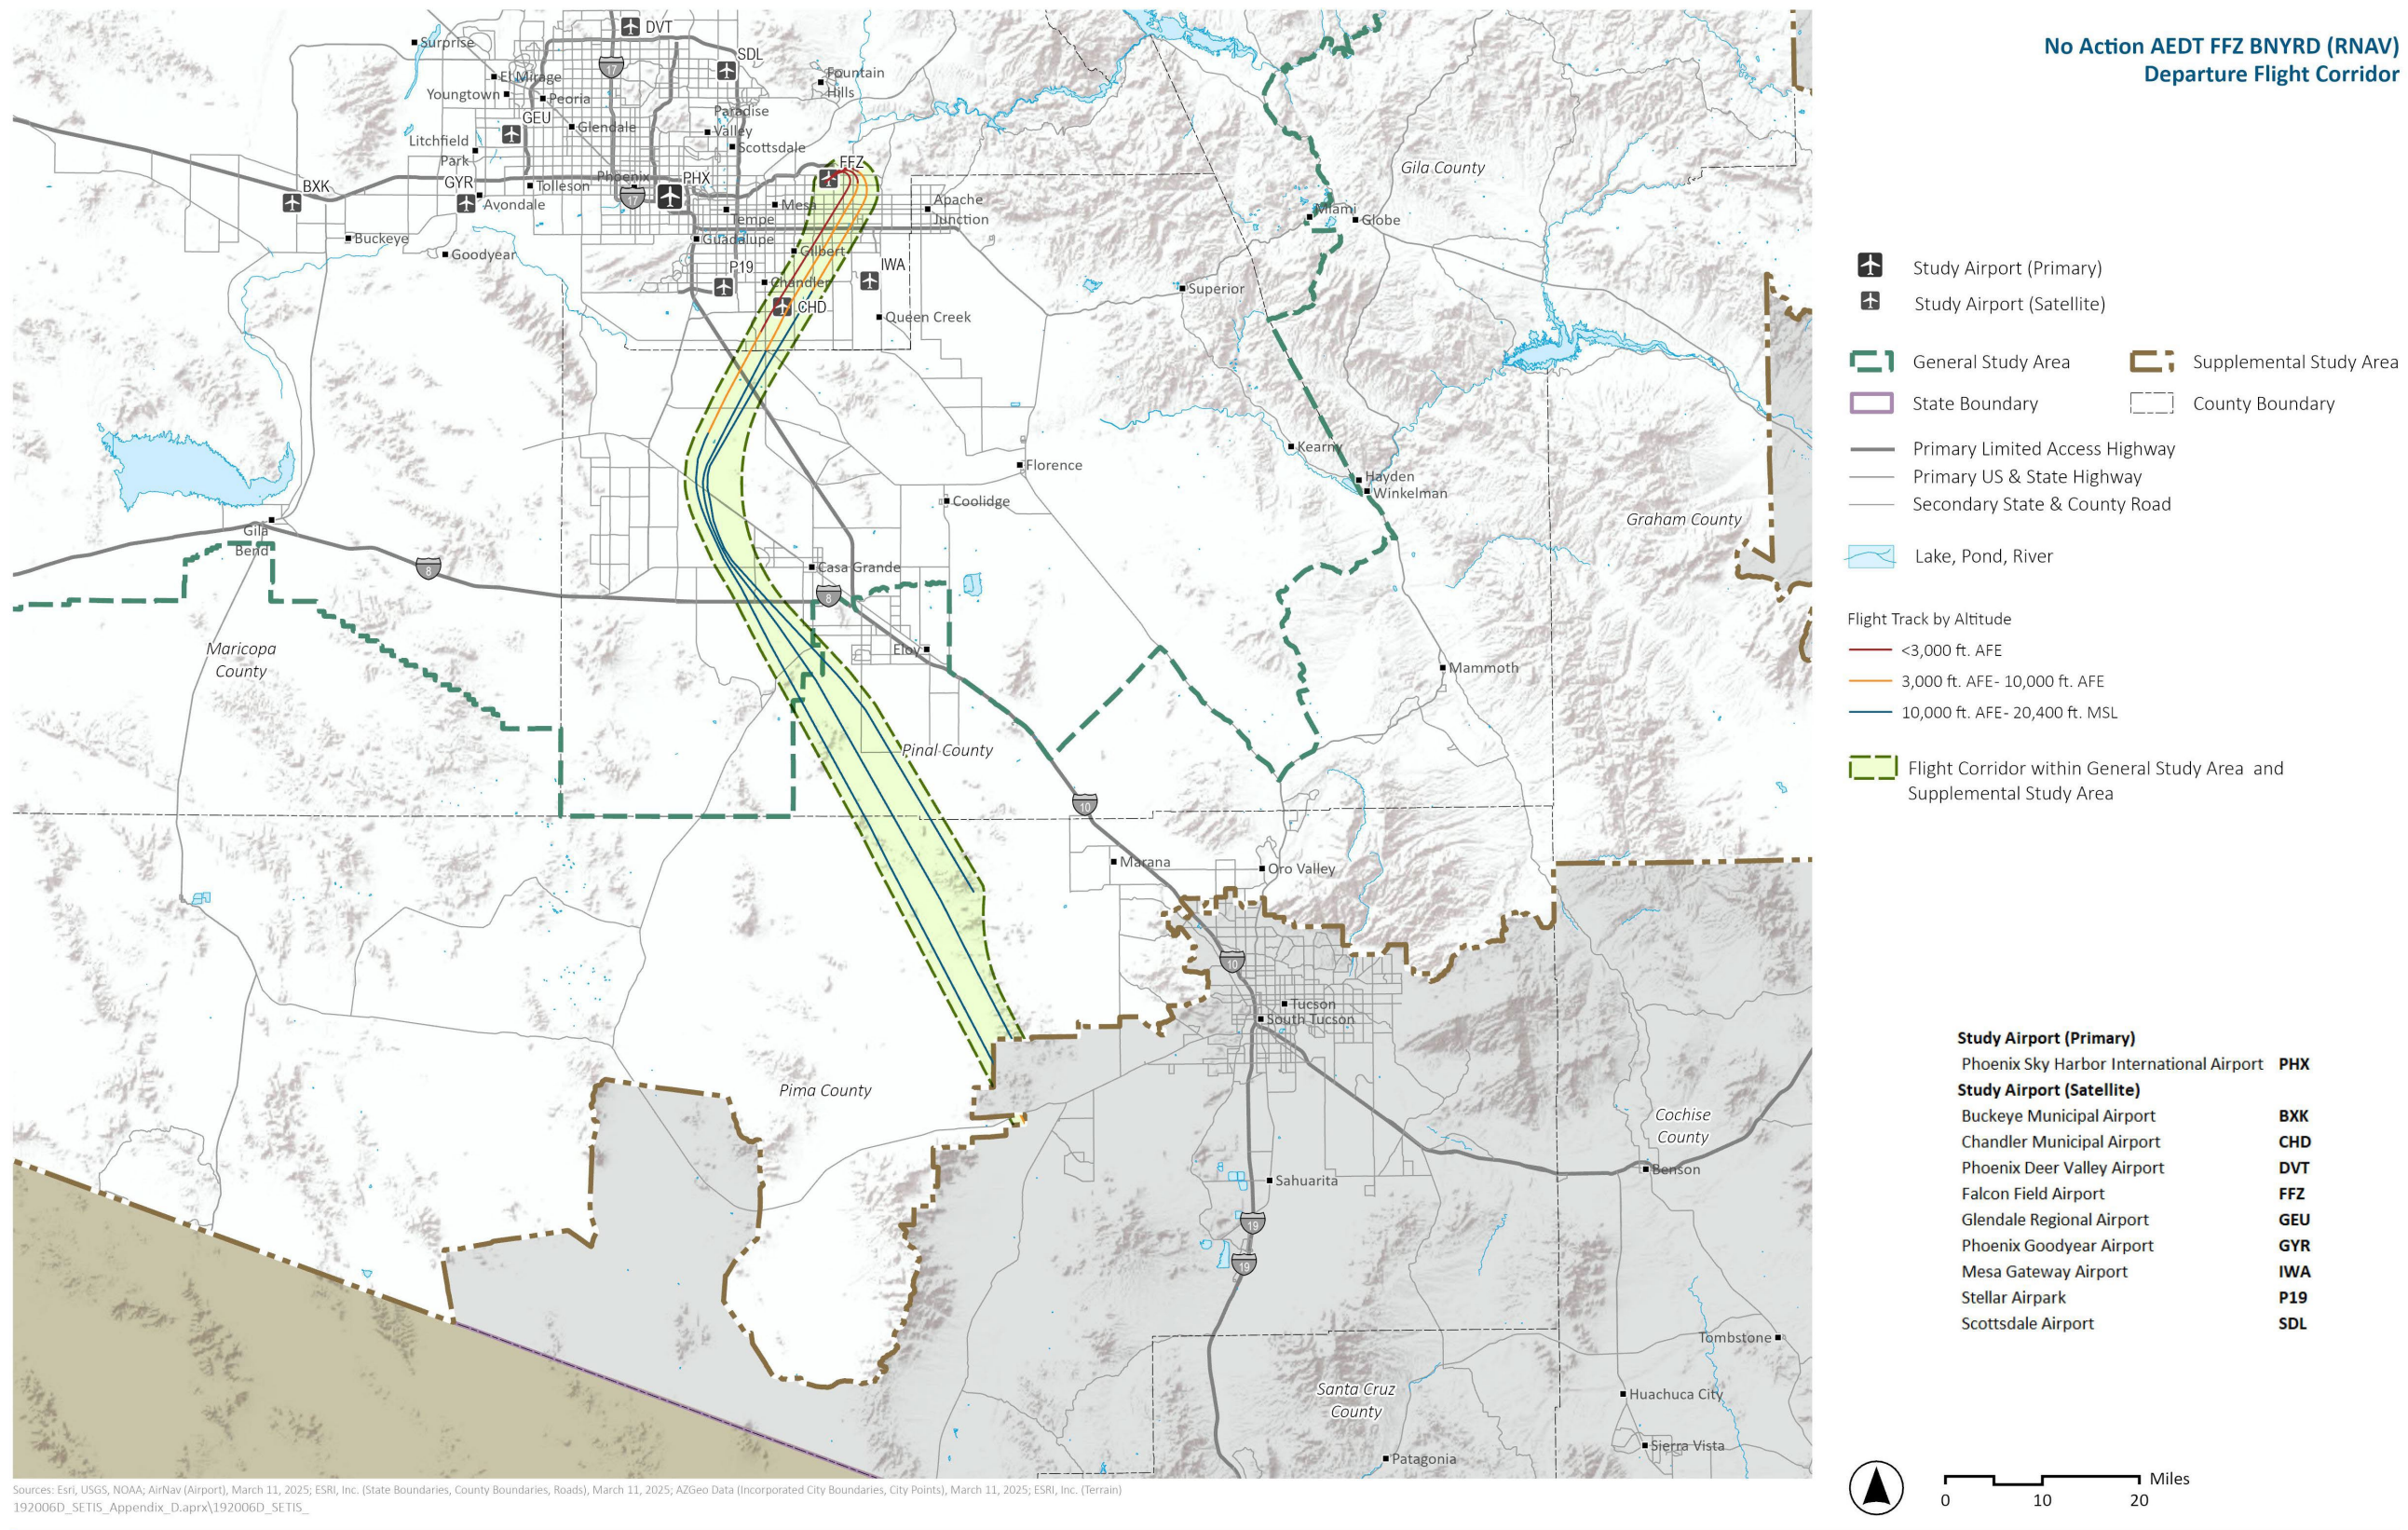 No Action AEDT FFZ BNYRD (RNAV)
Departure Flight Corridor
DVT
Surprise
SDL
17
Fountain
Hills
El Mirage
Youngtown
Peoria
Paradise
Valley
GEU
Glendale
Litchfield
Park
Scottsdale
FFZ
Gila County
BXK
GYR
Tolleson
Phoenix
PHX
17
Avondale
Mesa
Tempe
Apache
Junction
Miami
Globe
Buckeye
Goodyear
Guadalupe
Gilbert
P19
IWA
Chandler
CHD
Queen Creek
Superior
Kearny
Florence
Hayden
Winkelman
Coolidge
Graham County
Gila
Bend
8
Casa Grande
8
Maricopa
County
Eloy
Mammoth
Pinal County
10
Marana
Oro Valley
10
Tucson
South Tucson
Pima County
Cochise
County
Benson
Sahuarita
19
19
Tombstone
Santa Cruz
County
Huachuca City
Sierra Vista
Patagonia
Study Airport (Primary)
Study Airport (Satellite)
General Study Area
Supplemental Study Area
State Boundary
County Boundary
Primary Limited Access Highway
Primary US & State Highway
Secondary State & County Road
Lake, Pond, River
Flight Track by Altitude
<3,000 ft. AFE
3,000 ft. AFE- 10,000 ft. AFE
10,000 ft. AFE- 20,400 ft. MSL
Flight Corridor within General Study Area and
Supplemental Study Area
Study Airport (Primary)
Phoenix Sky Harbor International Airport PHX
Study Airport (Satellite)
Buckeye Municipal Airport BXK
Chandler Municipal Airport CHD
Phoenix Deer Valley Airport DVT
Falcon Field Airport FFZ
Glendale Regional Airport GEU
Phoenix Goodyear Airport GYR
Mesa Gateway Airport IWA
Stellar Airpark P19
Scottsdale Airport SDL
Miles
0 10 20
Sources: Esri, USGS, NOAA; AirNav (Airport), March 11, 2025; ESRI, Inc. (State Boundaries, County Boundaries, Roads), March 11, 2025; AZGeo Data (Incorporated City Boundaries, City Points), March 11, 2025; ESRI, Inc. (Terrain)
192006D_SETIS_Appendix_D.aprx\192006D_SETIS_